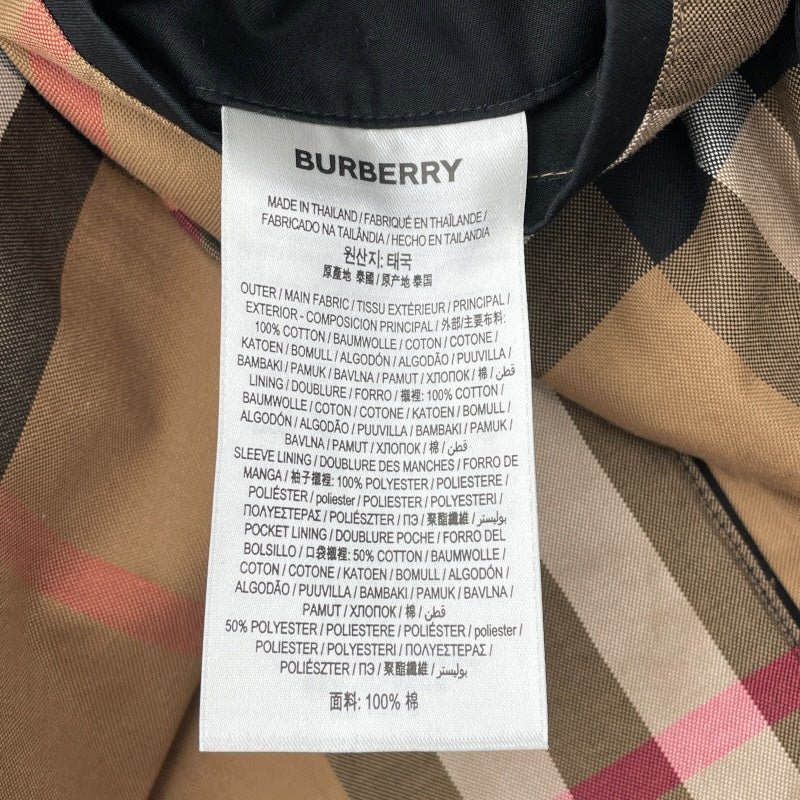 BURBERRY
MADE IN THAILAND / FABRIQUÉ EN THAÏLANDE /
FABRICADO NA TAILÂNDIA / HECHO EN TAILANDIA
원산지: 태국
原產地 泰國 / 原产地 泰国
OUTER / MAIN FABRIC / TISSU EXTÉRIEUR / PRINCIPAL /
EXTERIOR - COMPOSICION PRINCIPAL / 外部/主要布料:
100% COTTON / BAUMWOLLE / COTON / COTONE /
KATOEN / BOMULL / ALGODÓN / ALGODÃO / PUUVILLA /
BAMBAKI / PAMUK / BAVLNA / PAMUT / ХЛОПОК / 棉 / قطن
LINING / DOUBLURE / FORRO / 襯裡: 100% COTTON /
BAUMWOLLE / COTON / COTONE / KATOEN / BOMULL /
ALGODÓN / ALGODÃO / PUUVILLA / BAMBAKI / PAMUK /
BAVLNA / PAMUT / ХЛОПОК / 棉 / قطن
SLEEVE LINING / DOUBLURE DES MANCHES / FORRO DE
MANGA / 袖子襯裡: 100% POLYESTER / POLIESTERE /
POLIÉSTER / poliester / POLIESTER / POLYESTERI /
ΠΟΛΥΕΣΤΕΡΑΣ / POLIÉSZTER / ПЭ / 聚酯纖維 / بوليستر
POCKET LINING / DOUBLURE POCHE / FORRO DEL
BOLSILLO / 口袋襯裡: 50% COTTON / BAUMWOLLE /
COTON / COTONE / KATOEN / BOMULL / ALGODÓN /
ALGODÃO / PUUVILLA / BAMBAKI / PAMUK / BAVLNA /
PAMUT / ХЛОПОК / 棉 / قطن
50% POLYESTER / POLIESTERE / POLIÉSTER / poliester /
POLIESTER / POLYESTERI / ΠΟΛΥΕΣΤΕΡΑΣ /
POLIÉSZTER / ПЭ / 聚酯纖維 / بوليستر
面料: 100% 棉